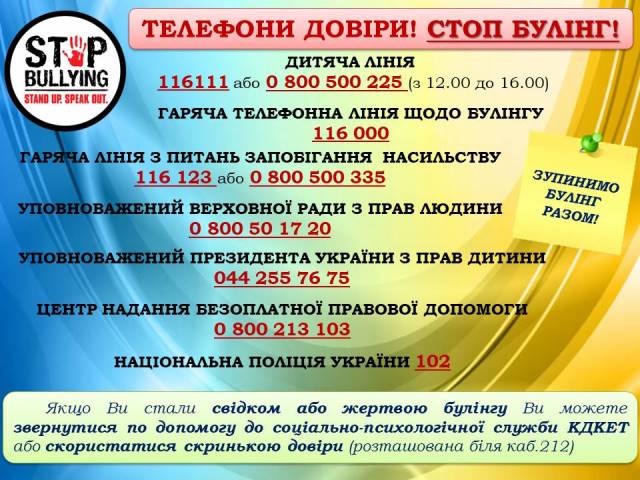 ТЕЛЕФОНИ ДОВІРИ! СТОП БУЛІНГ!
STOP
BULLYING
STAND UP. SPEAK OUT.
ДИТЯЧА ЛІНІЯ
116111 або 0 800 500 225 (з 12.00 до 16.00)
ГАРЯЧА ТЕЛЕФОННА ЛІНІЯ ЩОДО БУЛІНГУ
116 000
ГАРЯЧА ЛІНІЯ З ПИТАНЬ ЗАПОБІГАННЯ НАСИЛЬСТВУ
116 123 або 0 800 500 335
ЗУПИНИМО
БУЛІНГ
РАЗОМ!
УПОВНОВАЖЕНИЙ ВЕРХОВНОЇ РАДИ З ПРАВ ЛЮДИНИ
0 800 50 17 20
УПОВНОВАЖЕНИЙ ПРЕЗИДЕНТА УКРАЇНИ З ПРАВ ДИТИНИ
044 255 76 75
ЦЕНТР НАДАННЯ БЕЗОПЛАТНОЇ ПРАВОВОЇ ДОПОМОГИ
0 800 213 103
НАЦІОНАЛЬНА ПОЛІЦІЯ УКРАЇНИ 102
Якщо Ви стали свідком або жертвою булінгу Ви можете
звернутися по допомогу до соціально-психологічної служби КДКЕТ
або скористатися скринькою довіри (розташована біля каб.212)